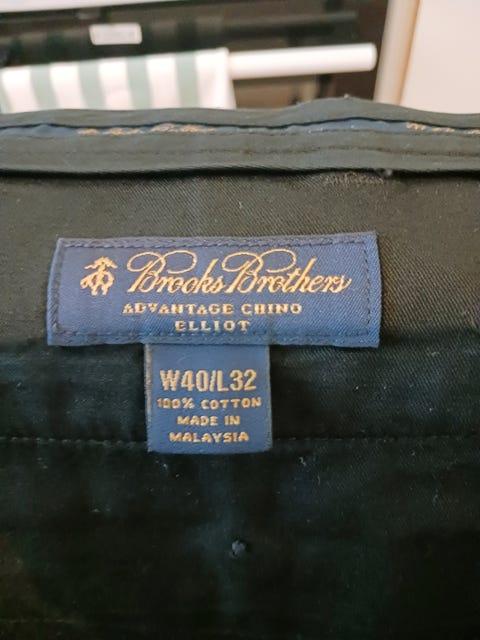 Brooks Brothers
ADVANTAGE CHINO
ELLIOT
W40/L32
100% COTTON
MADE IN
MALAYSIA